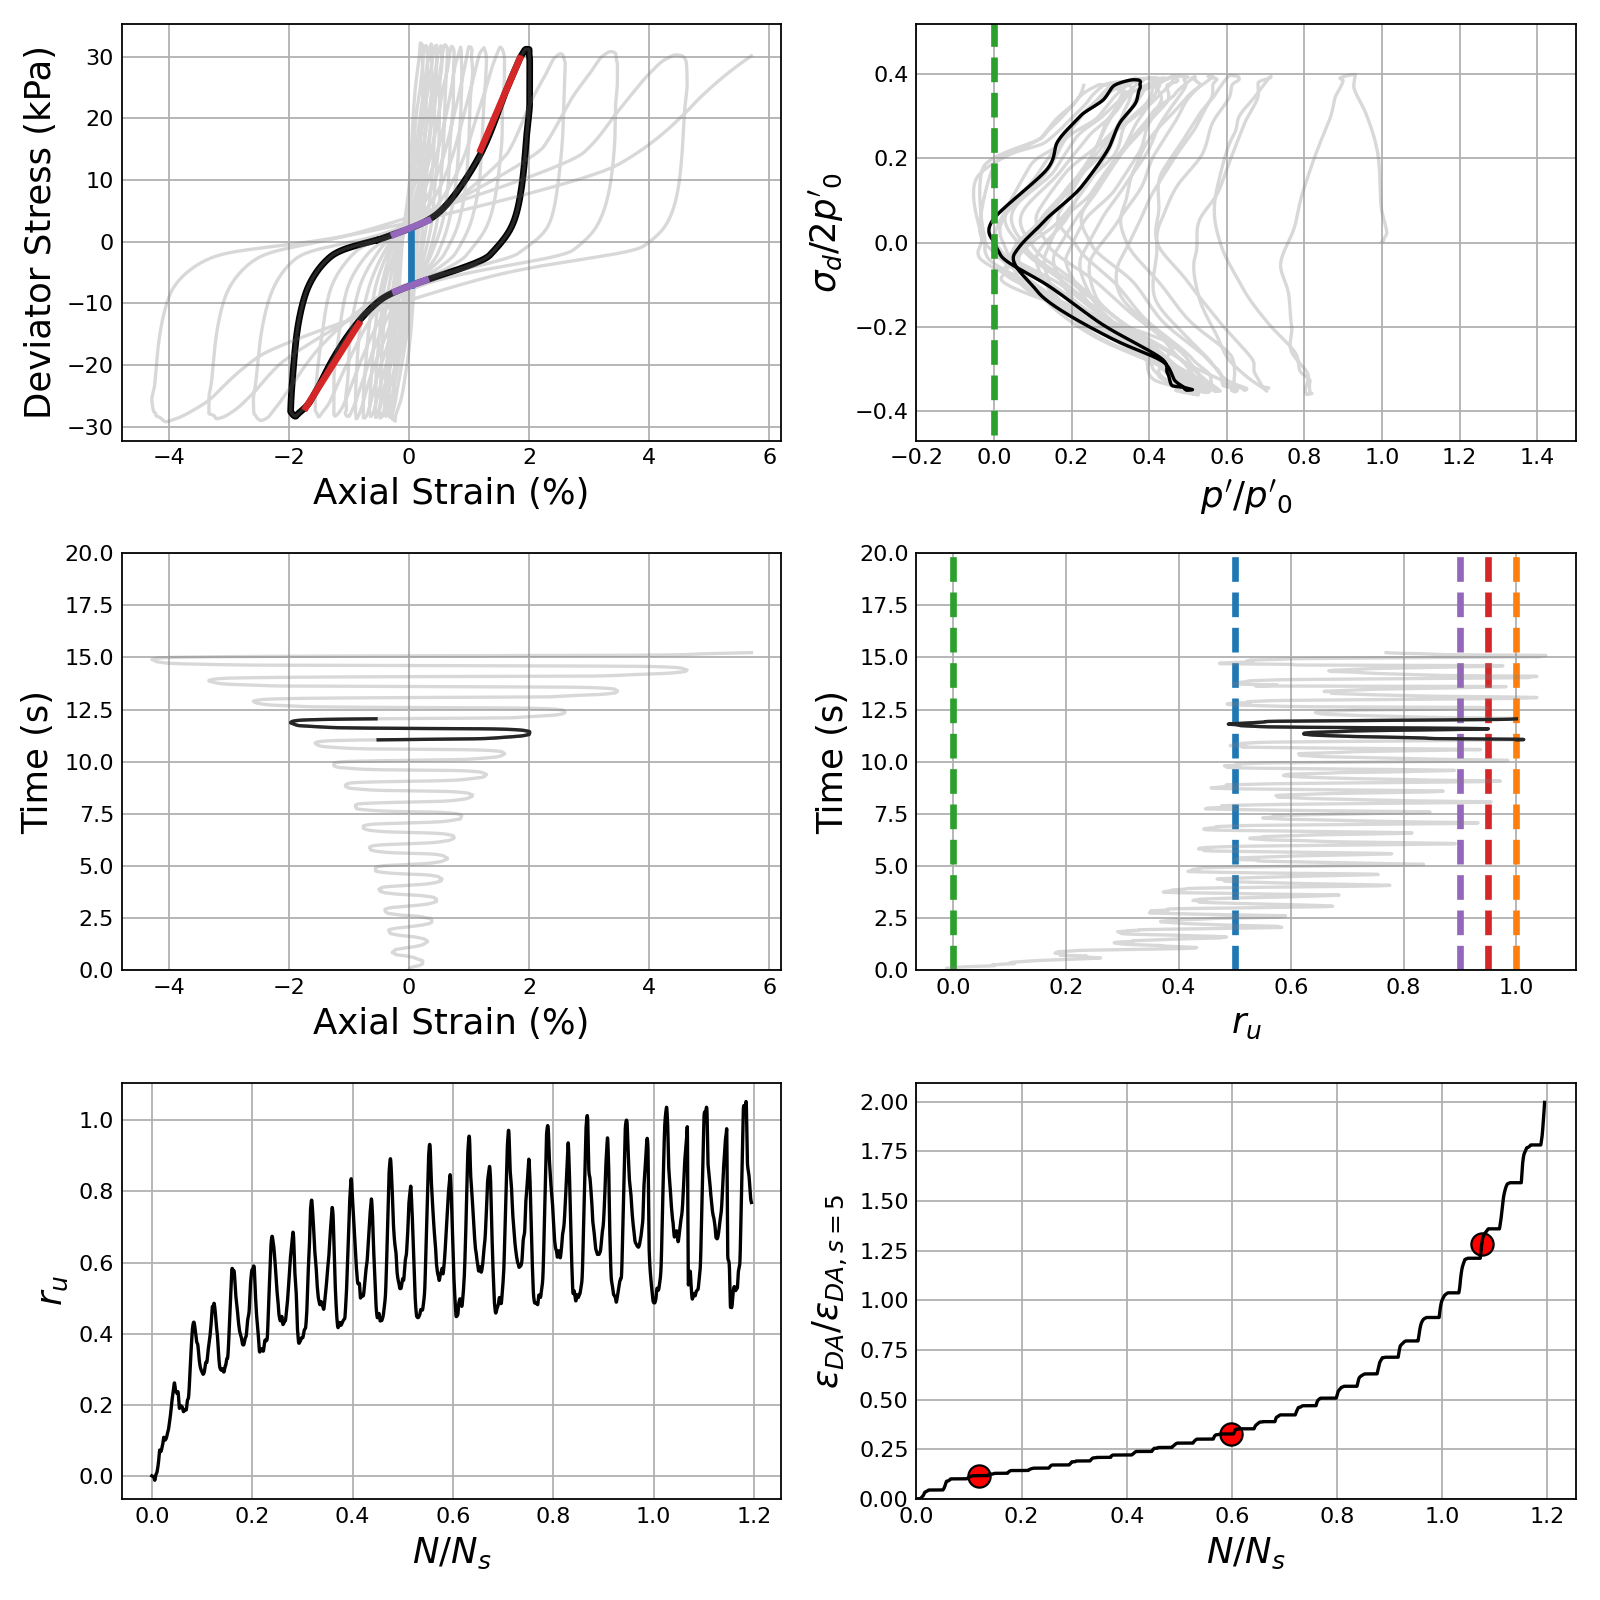 30
20
10
0
−10
−20
−30
Deviator Stress (kPa)
−4 −2 0 2 4 6
Axial Strain (%)
0.4
0.2
0.0
−0.2
−0.4
σd/2p′0
−0.2 0.0 0.2 0.4 0.6 0.8 1.0 1.2 1.4
p′/p′0
20.0
17.5
15.0
12.5
10.0
7.5
5.0
2.5
0.0
Time (s)
−4 −2 0 2 4 6
Axial Strain (%)
20.0
17.5
15.0
12.5
10.0
7.5
5.0
2.5
0.0
Time (s)
0.0 0.2 0.4 0.6 0.8 1.0
ru
1.0
0.8
0.6
0.4
0.2
0.0
ru
0.0 0.2 0.4 0.6 0.8 1.0 1.2
N/Ns
2.00
1.75
1.50
1.25
1.00
0.75
0.50
0.25
0.00
εDA/εDA, s = 5
0.0 0.2 0.4 0.6 0.8 1.0 1.2
N/Ns